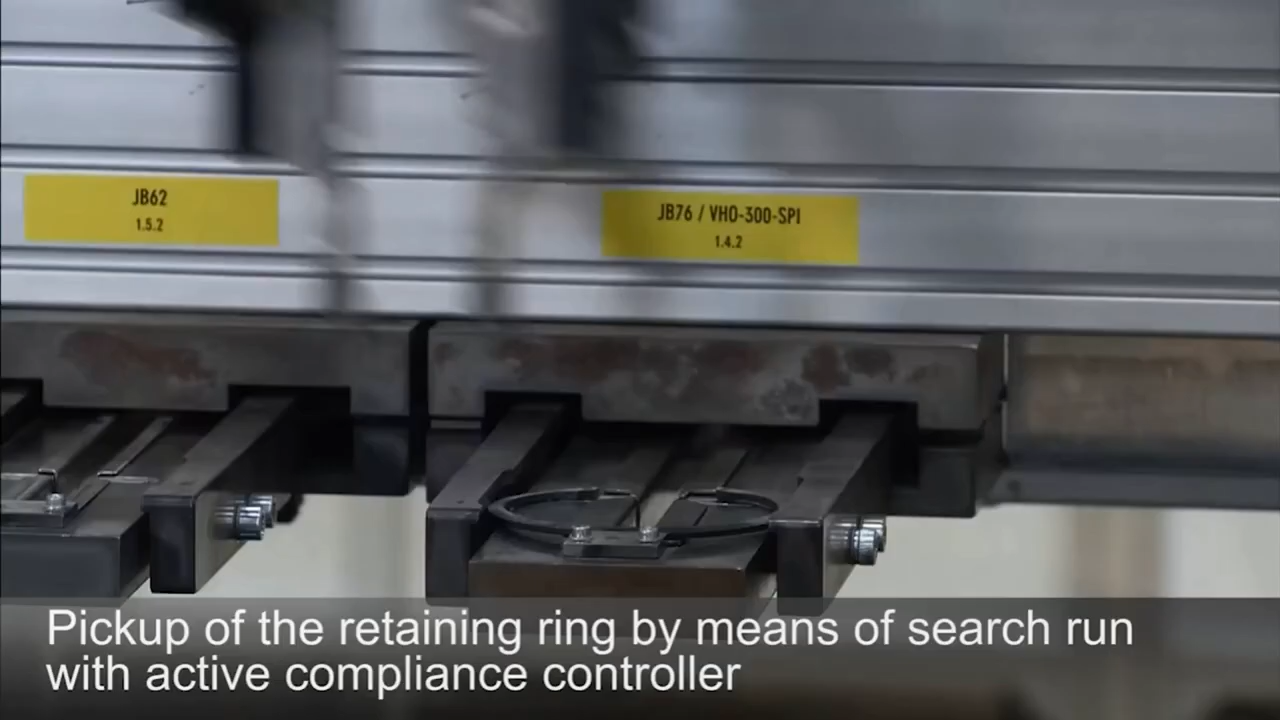 JB62
1.5.2
JB76 / VHO-300-SPI
1.4.2
Pickup of the retaining ring by means of search run
with active compliance controller